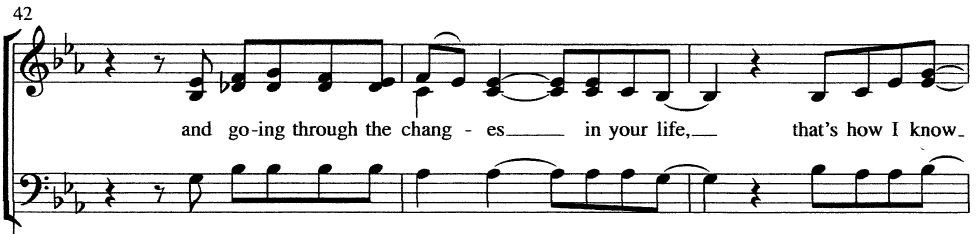 42
and go-ing through the chang - es in your life, that's how I know